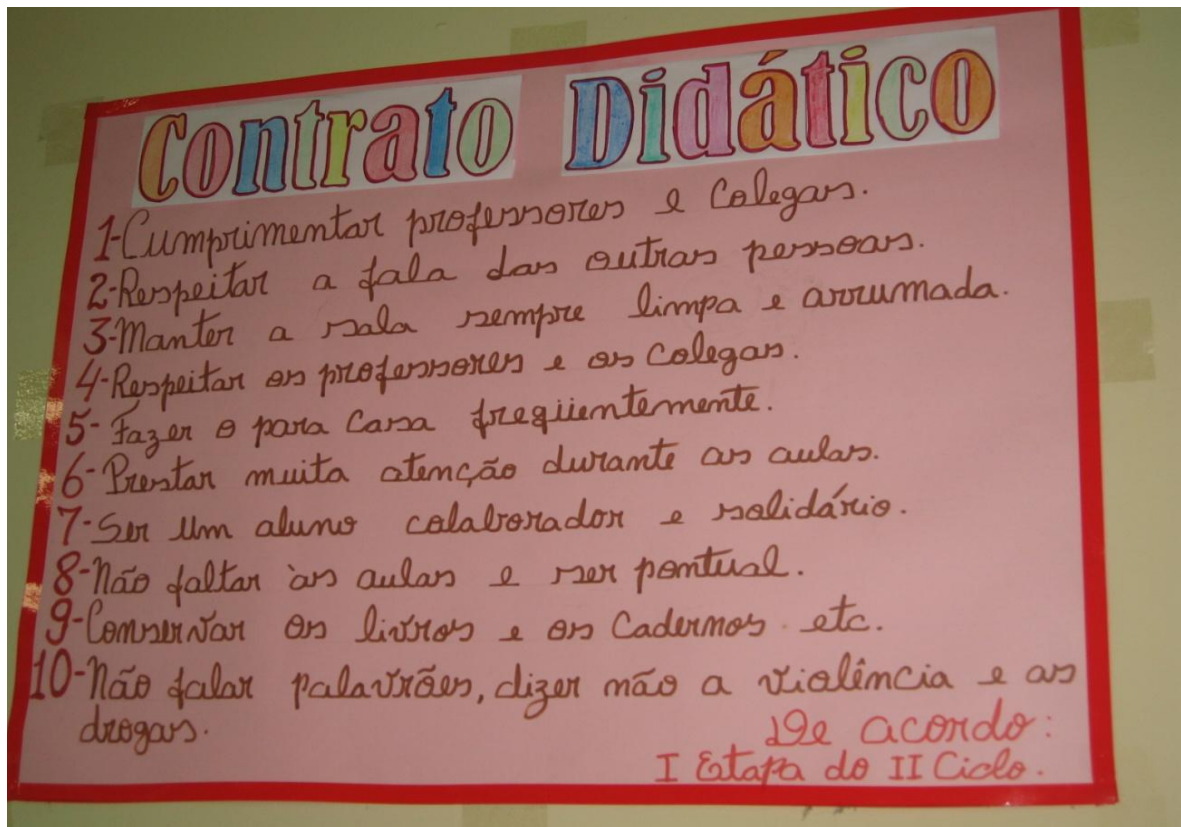 Contrato Didático
1-Cumprimentar professores e Colegas.
2-Respeitar a fala das outras pessoas.
3-Manter a sala sempre limpa e arrumada.
4-Respeitar os professores e os colegas.
5- Fazer o para Casa freqüentemente.
6- Prestar muita atenção durante as aulas.
7-Ser um aluno colaborador e solidário.
8-Não faltar às aulas e ser pontual.
9-Conservar os livros e os Cadernos etc.
10-Não falar palavrões, dizer não a violência e as
drogas.
De acordo:
I Etapa do II Ciclo.